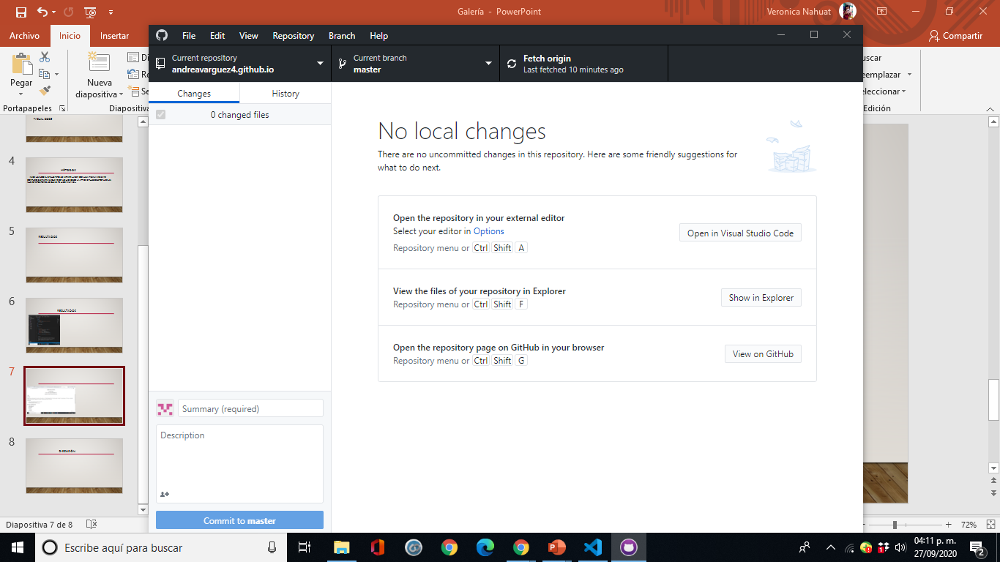 Galería - PowerPoint
Veronica Nahuat
Archivo
Inicio
Insertar
Compartir
Pegar
Nueva
diapositiva
Portapapeles
Edición
File
Edit
View
Repository
Branch
Help
Current repository
andreavarguez4.github.io
Current branch
master
Fetch origin
Last fetched 10 minutes ago
Changes
History
0 changed files
No local changes
There are no uncommitted changes in this repository. Here are some friendly suggestions for
what to do next.
Open the repository in your external editor
Select your editor in Options
Repository menu or Ctrl Shift A
Open in Visual Studio Code
View the files of your repository in Explorer
Repository menu or Ctrl Shift F
Show in Explorer
Open the repository page on GitHub in your browser
Repository menu or Ctrl Shift G
View on GitHub
Summary (required)
Description
Commit to master
4
MÉTODOS
5
RESULTADOS
6
RESULTADOS
7
8
DISCUSIÓN
Diapositiva 7 de 8
72%
Escribe aquí para buscar
04:11 p. m.
27/09/2020
2